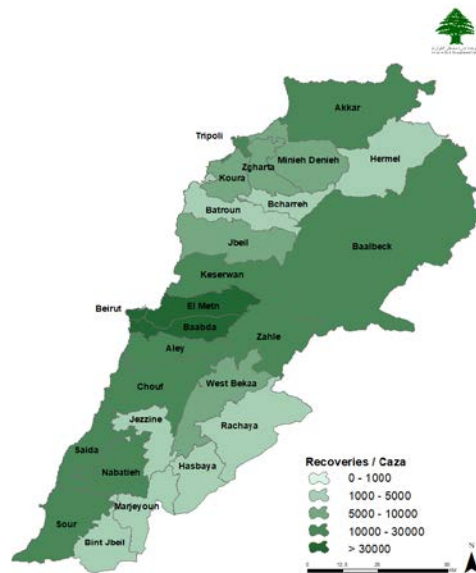 Akkar
Tripoli
Zgharta
Minieh Denieh
Hermel
Koura
Bcharreh
Batroun
Jbeil
Baalbeck
Keserwan
El Metn
Beirut
Baabda
Zahle
Aley
West Bekaa
Chouf
Jezzine
Rachaya
Saida
Hasbaya
Nabatieh
Marjeyoun
Sour
Bint Jbeil
Recoveries / Caza
0 - 1000
1000 - 5000
5000 - 10000
10000 - 30000
> 30000
N